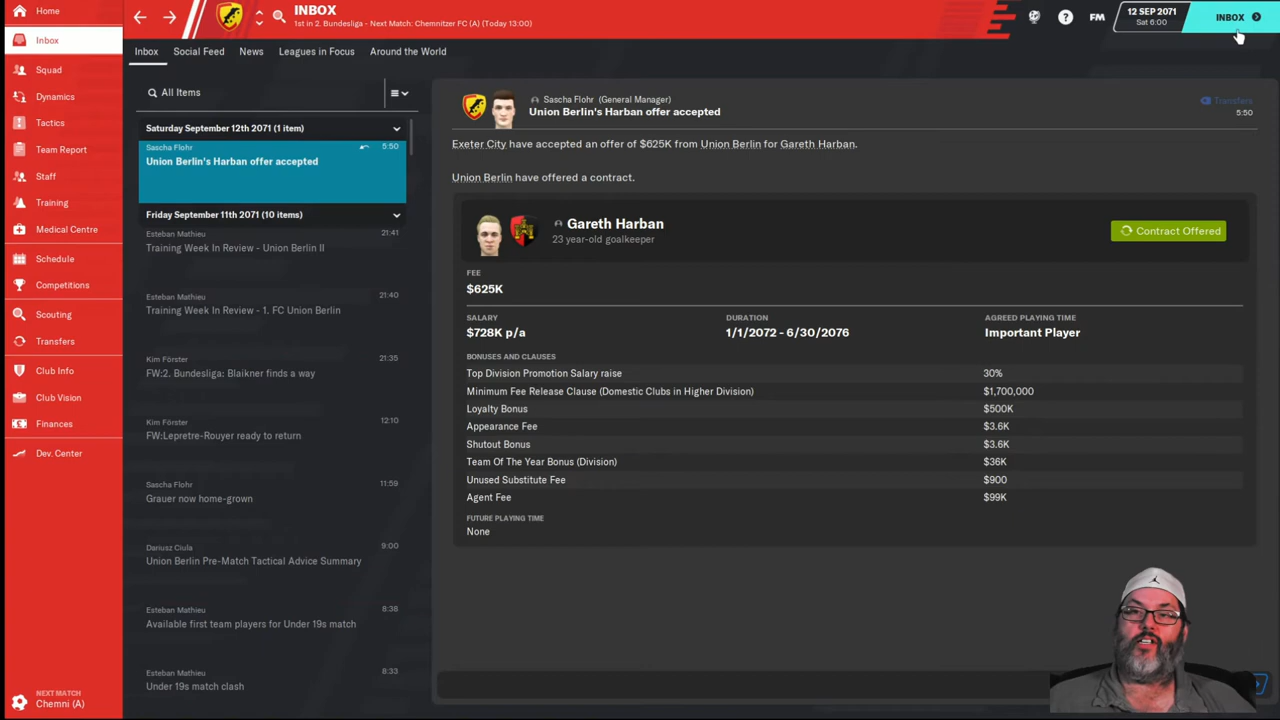 Home
Inbox
Squad
Dynamics
Tactics
Team Report
Staff
Training
Medical Centre
Schedule
Competitions
Scouting
Transfers
Club Info
Club Vision
Finances
Dev. Center
NEXT MATCH
Chemni (A)
INBOX
1st in 2. Bundesliga - Next Match: Chemnitzer FC (A) (Today 13:00)
?
FM
12 SEP 2071
Sat 6:00
INBOX
Inbox
Social Feed
News
Leagues in Focus
Around the World
All Items
Saturday September 12th 2071 (1 item)
Sascha Flohr
5:50
Union Berlin's Harban offer accepted
Friday September 11th 2071 (10 items)
Esteban Mathieu
21:41
Training Week In Review - Union Berlin II
Esteban Mathieu
21:40
Training Week In Review - 1. FC Union Berlin
Kim Förster
21:35
FW:2. Bundesliga: Blaikner finds a way
Kim Förster
12:10
FW:Lepretre-Rouyer ready to return
Sascha Flohr
11:59
Grauer now home-grown
Dariusz Ciula
9:00
Union Berlin Pre-Match Tactical Advice Summary
Esteban Mathieu
8:38
Available first team players for Under 19s match
Esteban Mathieu
8:33
Under 19s match clash
Sascha Flohr (General Manager)
Union Berlin's Harban offer accepted
Transfers
5:50
Exeter City have accepted an offer of $625K from Union Berlin for Gareth Harban.
Union Berlin have offered a contract.
Gareth Harban
23 year-old goalkeeper
Contract Offered
FEE
$625K
SALARY
$728K p/a
DURATION
1/1/2072 - 6/30/2076
AGREED PLAYING TIME
Important Player
BONUSES AND CLAUSES
Top Division Promotion Salary raise 30%
Minimum Fee Release Clause (Domestic Clubs in Higher Division) $1,700,000
Loyalty Bonus $500K
Appearance Fee $3.6K
Shutout Bonus $3.6K
Team Of The Year Bonus (Division) $36K
Unused Substitute Fee $900
Agent Fee $99K
FUTURE PLAYING TIME
None